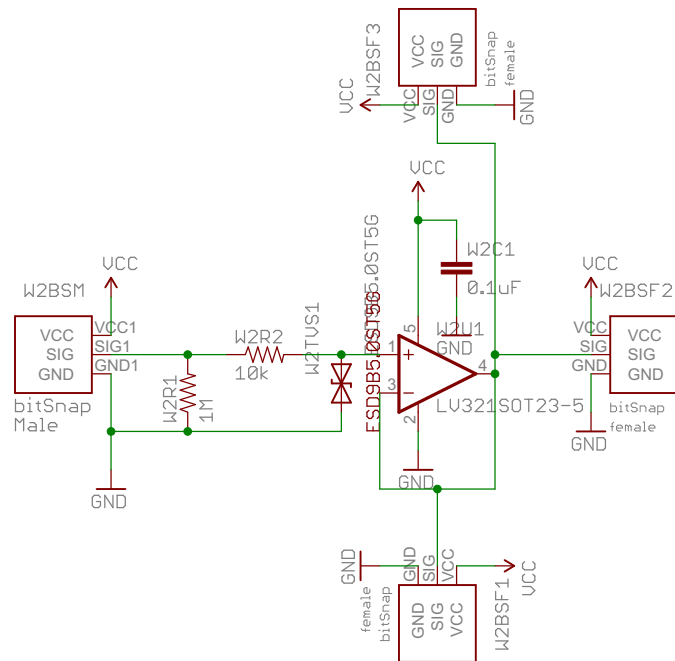 VCC
SIG
GND
bitSnap
female
W2BSF3
VCC
VCC
SIG
GND
GND
VCC
W2C1
0.1uF
GND
ESD9B5.0ST5G
W2TVS1
W2U1
LV321SOT23-5
1
3
5
2
4
+
−
GND
VCC
W2BSM
VCC
SIG
GND
VCC1
SIG1
GND1
bitSnap
Male
W2R2
10k
W2R1
1M
GND
VCC
W2BSF2
VCC
SIG
GND
VCC
SIG
GND
bitSnap
female
GND
GND
GND
SIG
VCC
female
bitSnap
GND
SIG
VCC
W2BSF1
VCC